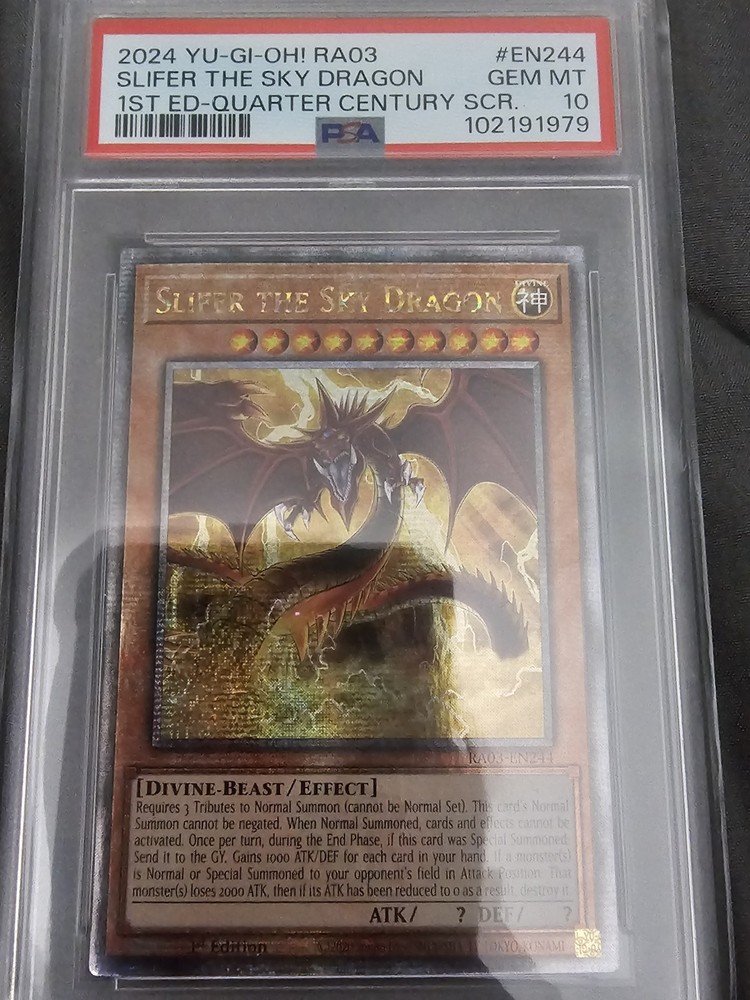 2024 YU-GI-OH! RA03 #EN244
SLIFER THE SKY DRAGON GEM MT
1ST ED-QUARTER CENTURY SCR. 10
PSA 102191979
SLIFER THE SKY DRAGON
DIVINE
神
RA03-EN244
[DIVINE-BEAST/EFFECT]
Requires 3 Tributes to Normal Summon (cannot be Normal Set). This card's Normal
Summon cannot be negated. When Normal Summoned, cards and effects cannot be
activated. Once per turn, during the End Phase, if this card was Special Summoned:
Send it to the GY. Gains 1000 ATK/DEF for each card in your hand. If a monster(s)
is Normal or Special Summoned to your opponent's field in Attack Position: That
monster(s) loses 2000 ATK, then if its ATK has been reduced to 0 as a result, destroy it.
ATK/ ? DEF/ ?
1st Edition TOKYO, KONAMI